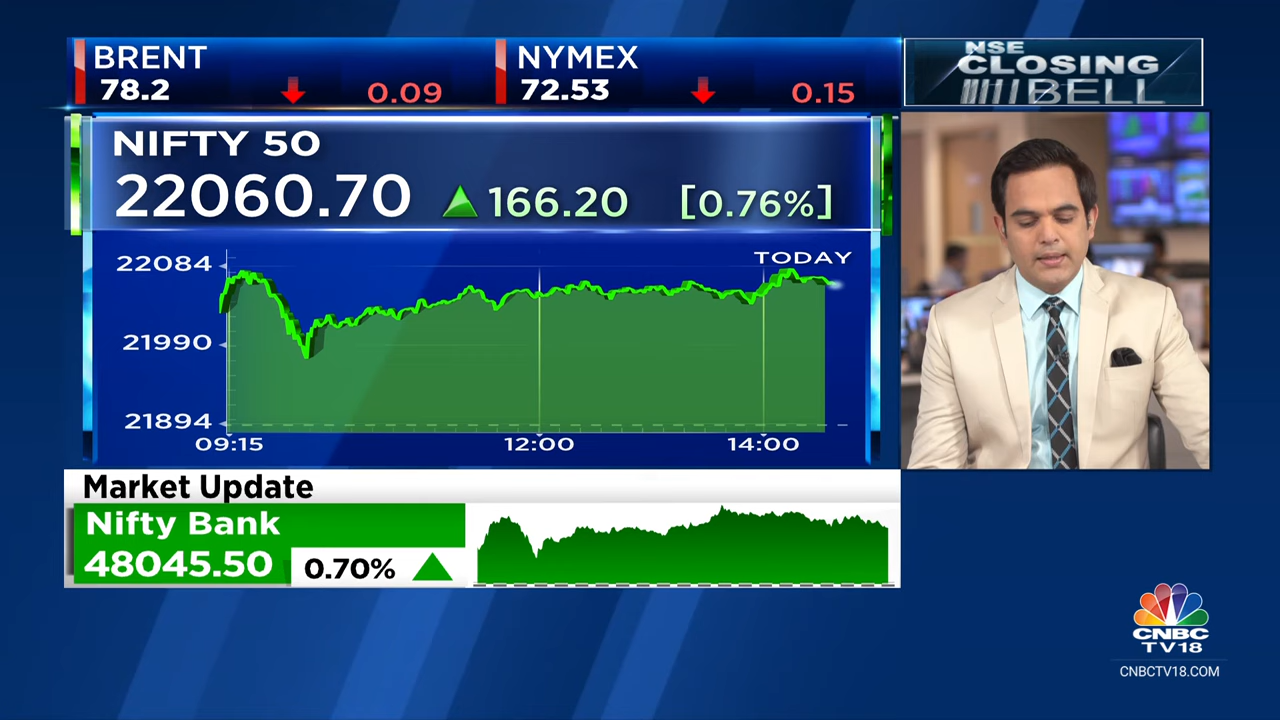 BRENT
78.2 0.09
NYMEX
72.53 0.15
NSE
CLOSING
BELL
NIFTY 50
22060.70 ▲ 166.20 [0.76%]
TODAY
22084
21990
21894
09:15 12:00 14:00
Market Update
Nifty Bank
48045.50 0.70% ▲
CNBC
TV18
CNBCTV18.COM